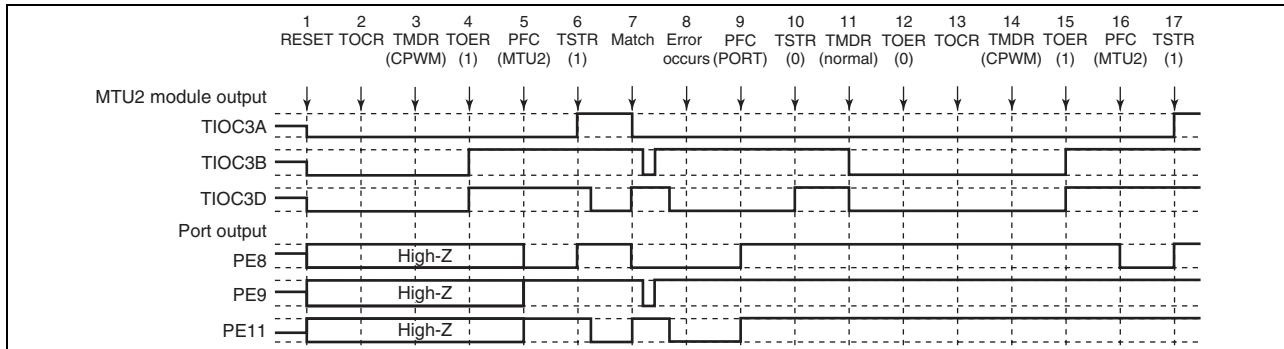 1 2 3 4 5 6 7 8 9 10 11 12 13 14 15 16 17
RESET TOCR TMDR TOER PFC TSTR Match Error PFC TSTR TMDR TOER TOCR TMDR TOER PFC TSTR
(CPWM) (1) (MTU2) (1) occurs (PORT) (0) (normal) (0) (CPWM) (1) (MTU2) (1)
MTU2 module output
TIOC3A
TIOC3B
TIOC3D
Port output
PE8 High-Z
PE9 High-Z
PE11 High-Z